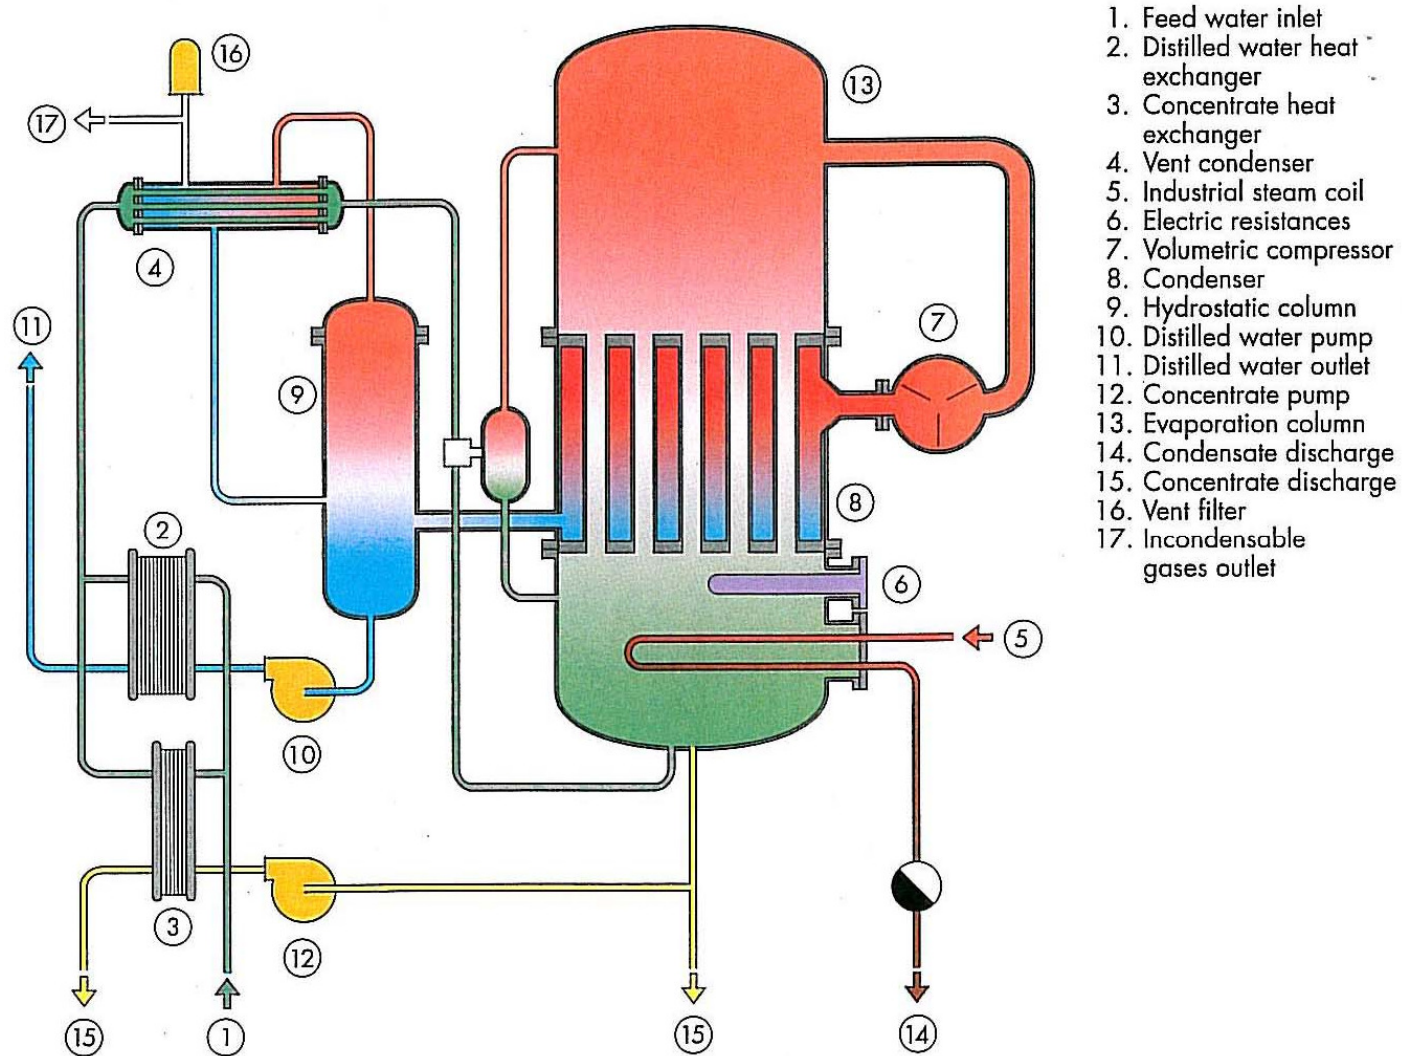 16
17
13
4
11
7
9
8
2
6
5
10
3
12
15
1
15
14
1. Feed water inlet
2. Distilled water heat
exchanger
3. Concentrate heat
exchanger
4. Vent condenser
5. Industrial steam coil
6. Electric resistances
7. Volumetric compressor
8. Condenser
9. Hydrostatic column
10. Distilled water pump
11. Distilled water outlet
12. Concentrate pump
13. Evaporation column
14. Condensate discharge
15. Concentrate discharge
16. Vent filter
17. Incondensable
gases outlet